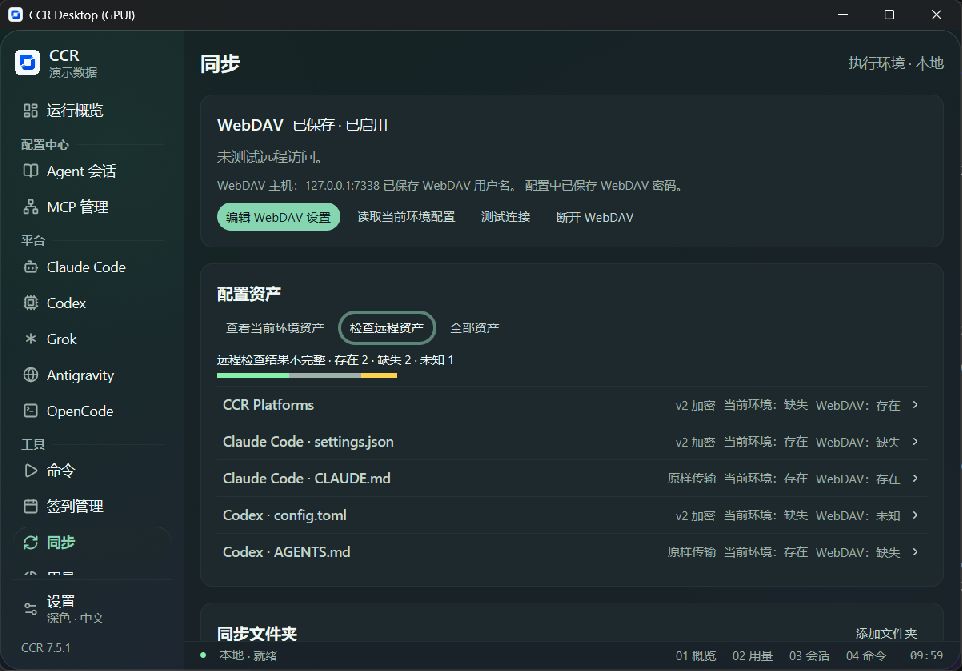 CCR Desktop (GPUI)
CCR
演示数据
运行概览
配置中心
Agent 会话
MCP 管理
平台
Claude Code
Codex
Grok
Antigravity
OpenCode
工具
命令
签到管理
同步
设置
深色 · 中文
CCR 7.5.1
同步
执行环境 · 本地
WebDAV 已保存 · 已启用
未测试远程访问。
WebDAV 主机：127.0.0.1:7338 已保存 WebDAV 用户名。 配置中已保存 WebDAV 密码。
编辑 WebDAV 设置 读取当前环境配置 测试连接 断开 WebDAV
配置资产
查看当前环境资产 检查远程资产 全部资产
远程检查结果不完整 · 存在 2 · 缺失 2 · 未知 1
CCR Platforms v2 加密 当前环境：缺失 WebDAV：存在
Claude Code · settings.json v2 加密 当前环境：存在 WebDAV：缺失
Claude Code · CLAUDE.md 原样传输 当前环境：存在 WebDAV：存在
Codex · config.toml v2 加密 当前环境：缺失 WebDAV：未知
Codex · AGENTS.md 原样传输 当前环境：存在 WebDAV：缺失
同步文件夹 添加文件夹
本地 · 就绪
01 概览 02 用量 03 会话 04 命令 09:59